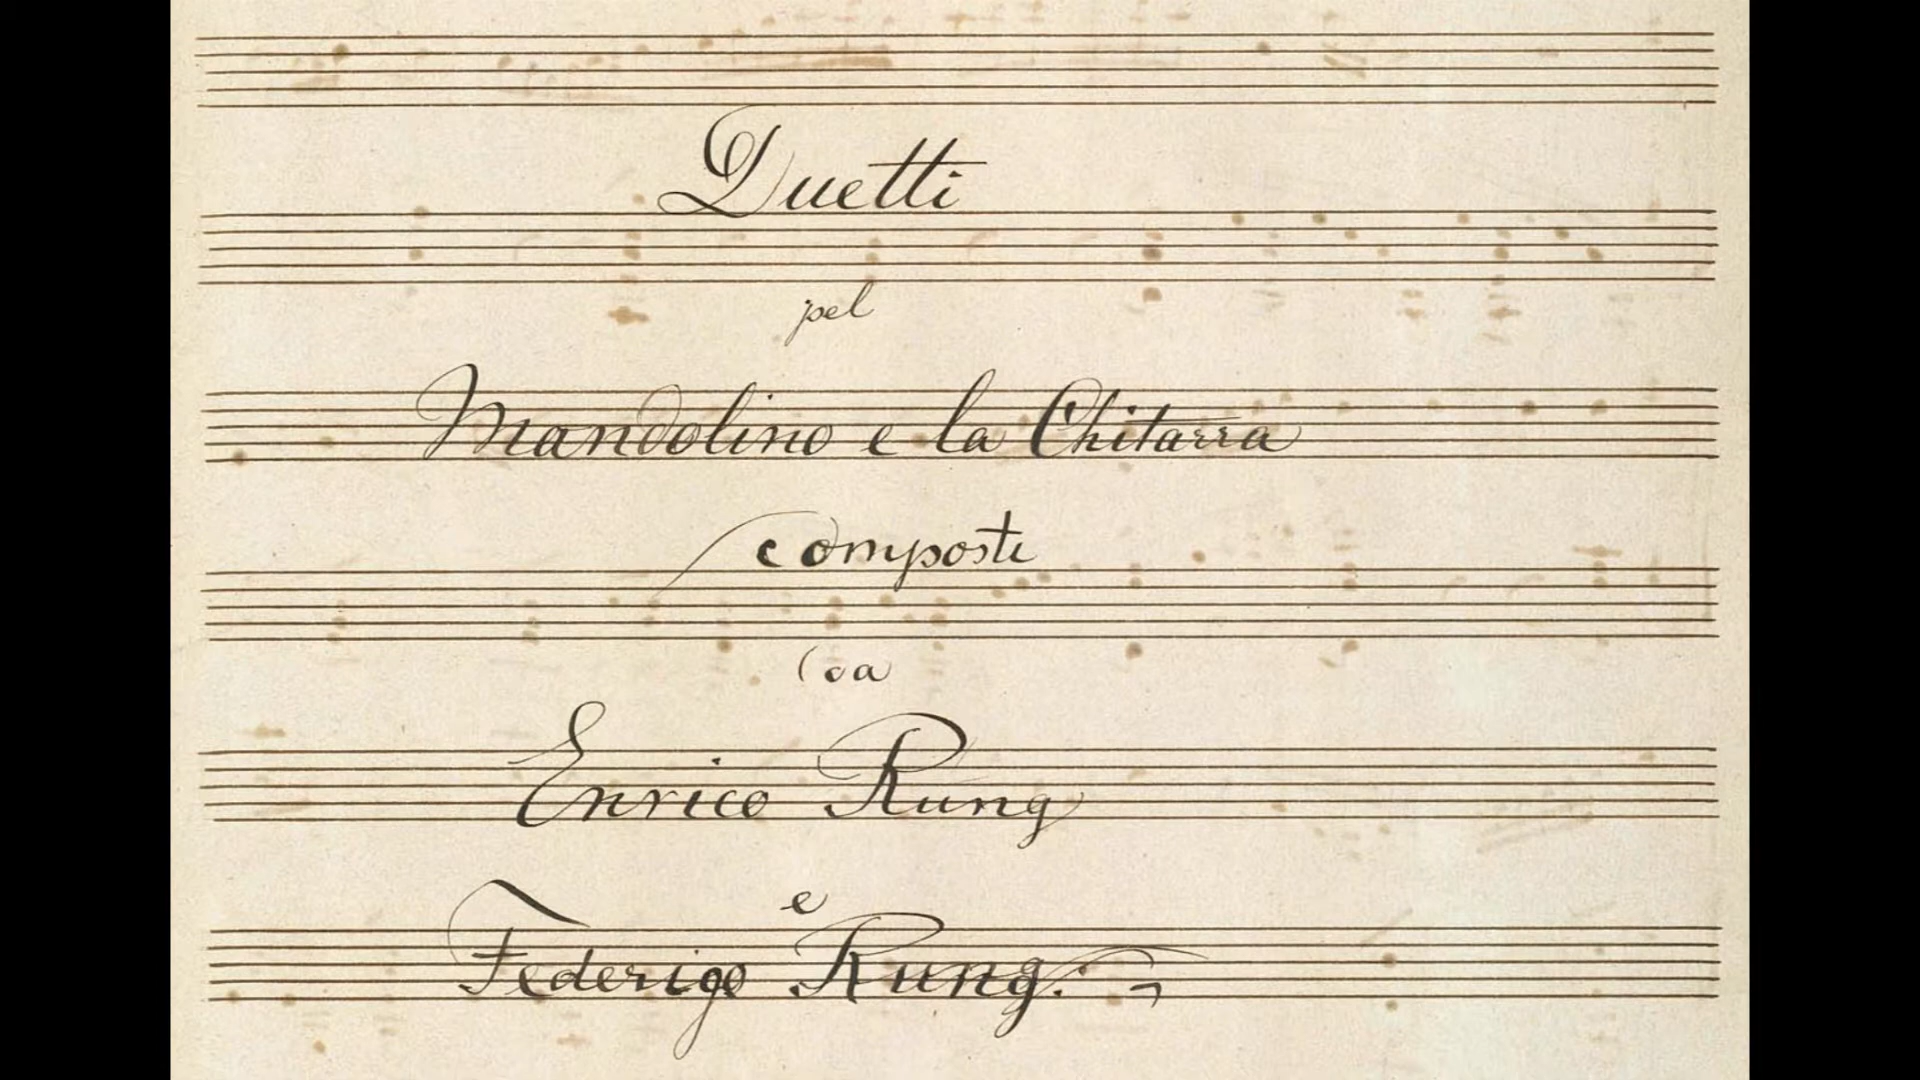 Duetti
pel
Mandolino e la Chitarra
composti
da
Enrico Rung
e
Federigo Rung.